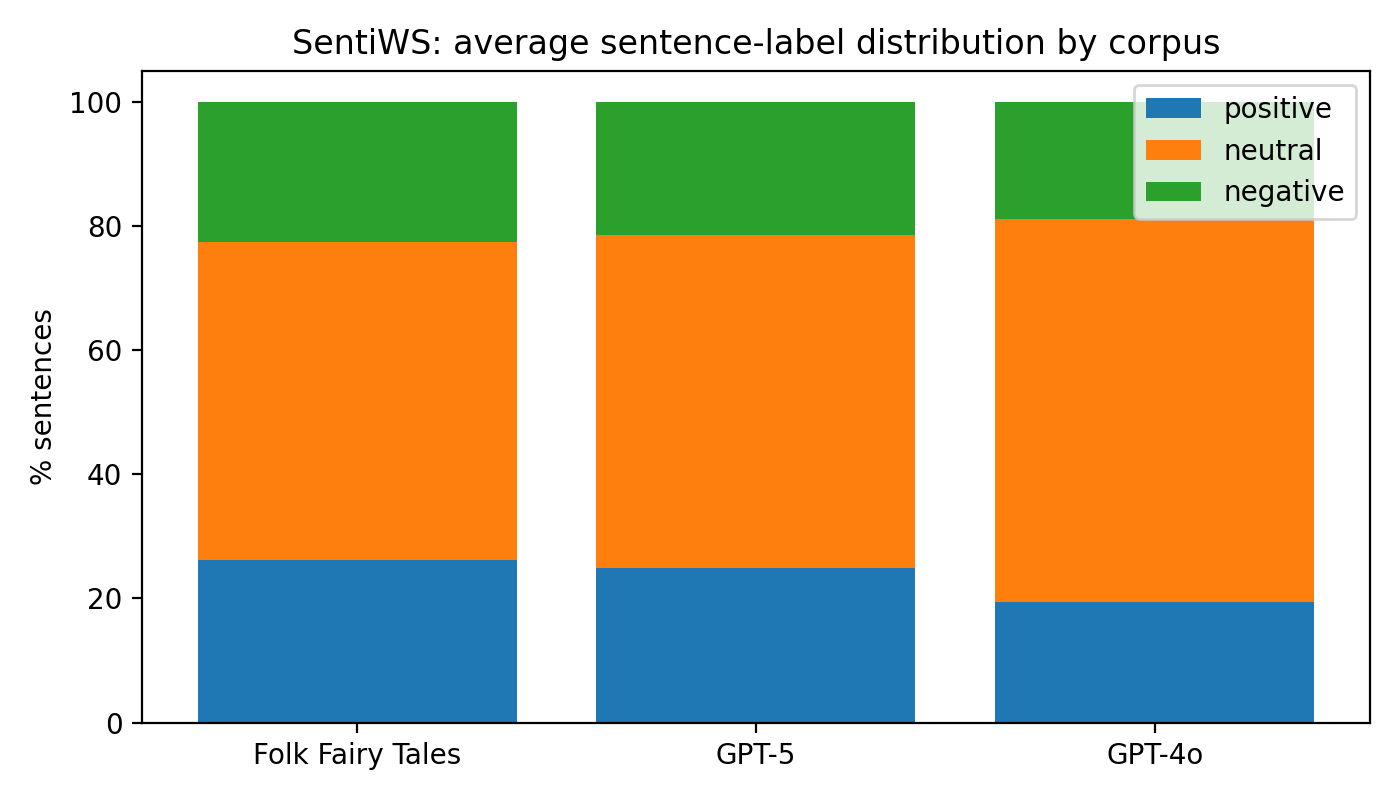 SentiWS: average sentence-label distribution by corpus
positive
neutral
negative
% sentences
100
80
60
40
20
0
Folk Fairy Tales
GPT-5
GPT-4o